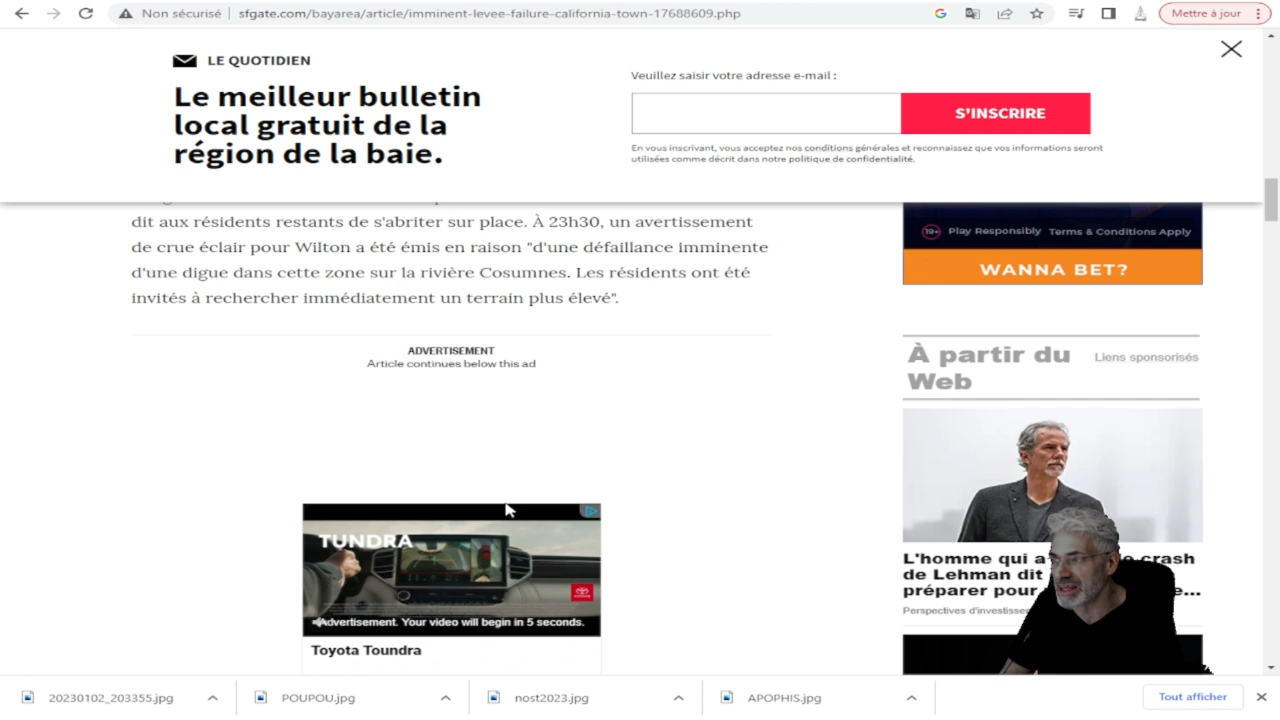 Non sécurisé
sfgate.com/bayarea/article/imminent-levee-failure-california-town-17688609.php
Mettre à jour
LE QUOTIDIEN
Le meilleur bulletin
local gratuit de la
région de la baie.
Veuillez saisir votre adresse e-mail :
S'INSCRIRE
En vous inscrivant, vous acceptez nos conditions générales et reconnaissez que vos informations seront
utilisées comme décrit dans notre politique de confidentialité.
dit aux résidents restants de s'abriter sur place. À 23h30, un avertissement
de crue éclair pour Wilton a été émis en raison "d'une défaillance imminente
d'une digue dans cette zone sur la rivière Cosumnes. Les résidents ont été
invités à rechercher immédiatement un terrain plus élevé".
ADVERTISEMENT
Article continues below this ad
TUNDRA
Advertisement. Your video will begin in 5 seconds.
Toyota Toundra
19+ Play Responsibly Terms & Conditions Apply
WANNA BET?
À partir du
Web
Liens sponsorisés
L'homme qui a crash
de Lehman dit
préparer pour
Perspectives
20230102_203355.jpg
POUPOU.jpg
nost2023.jpg
APOPHIS.jpg
Tout afficher